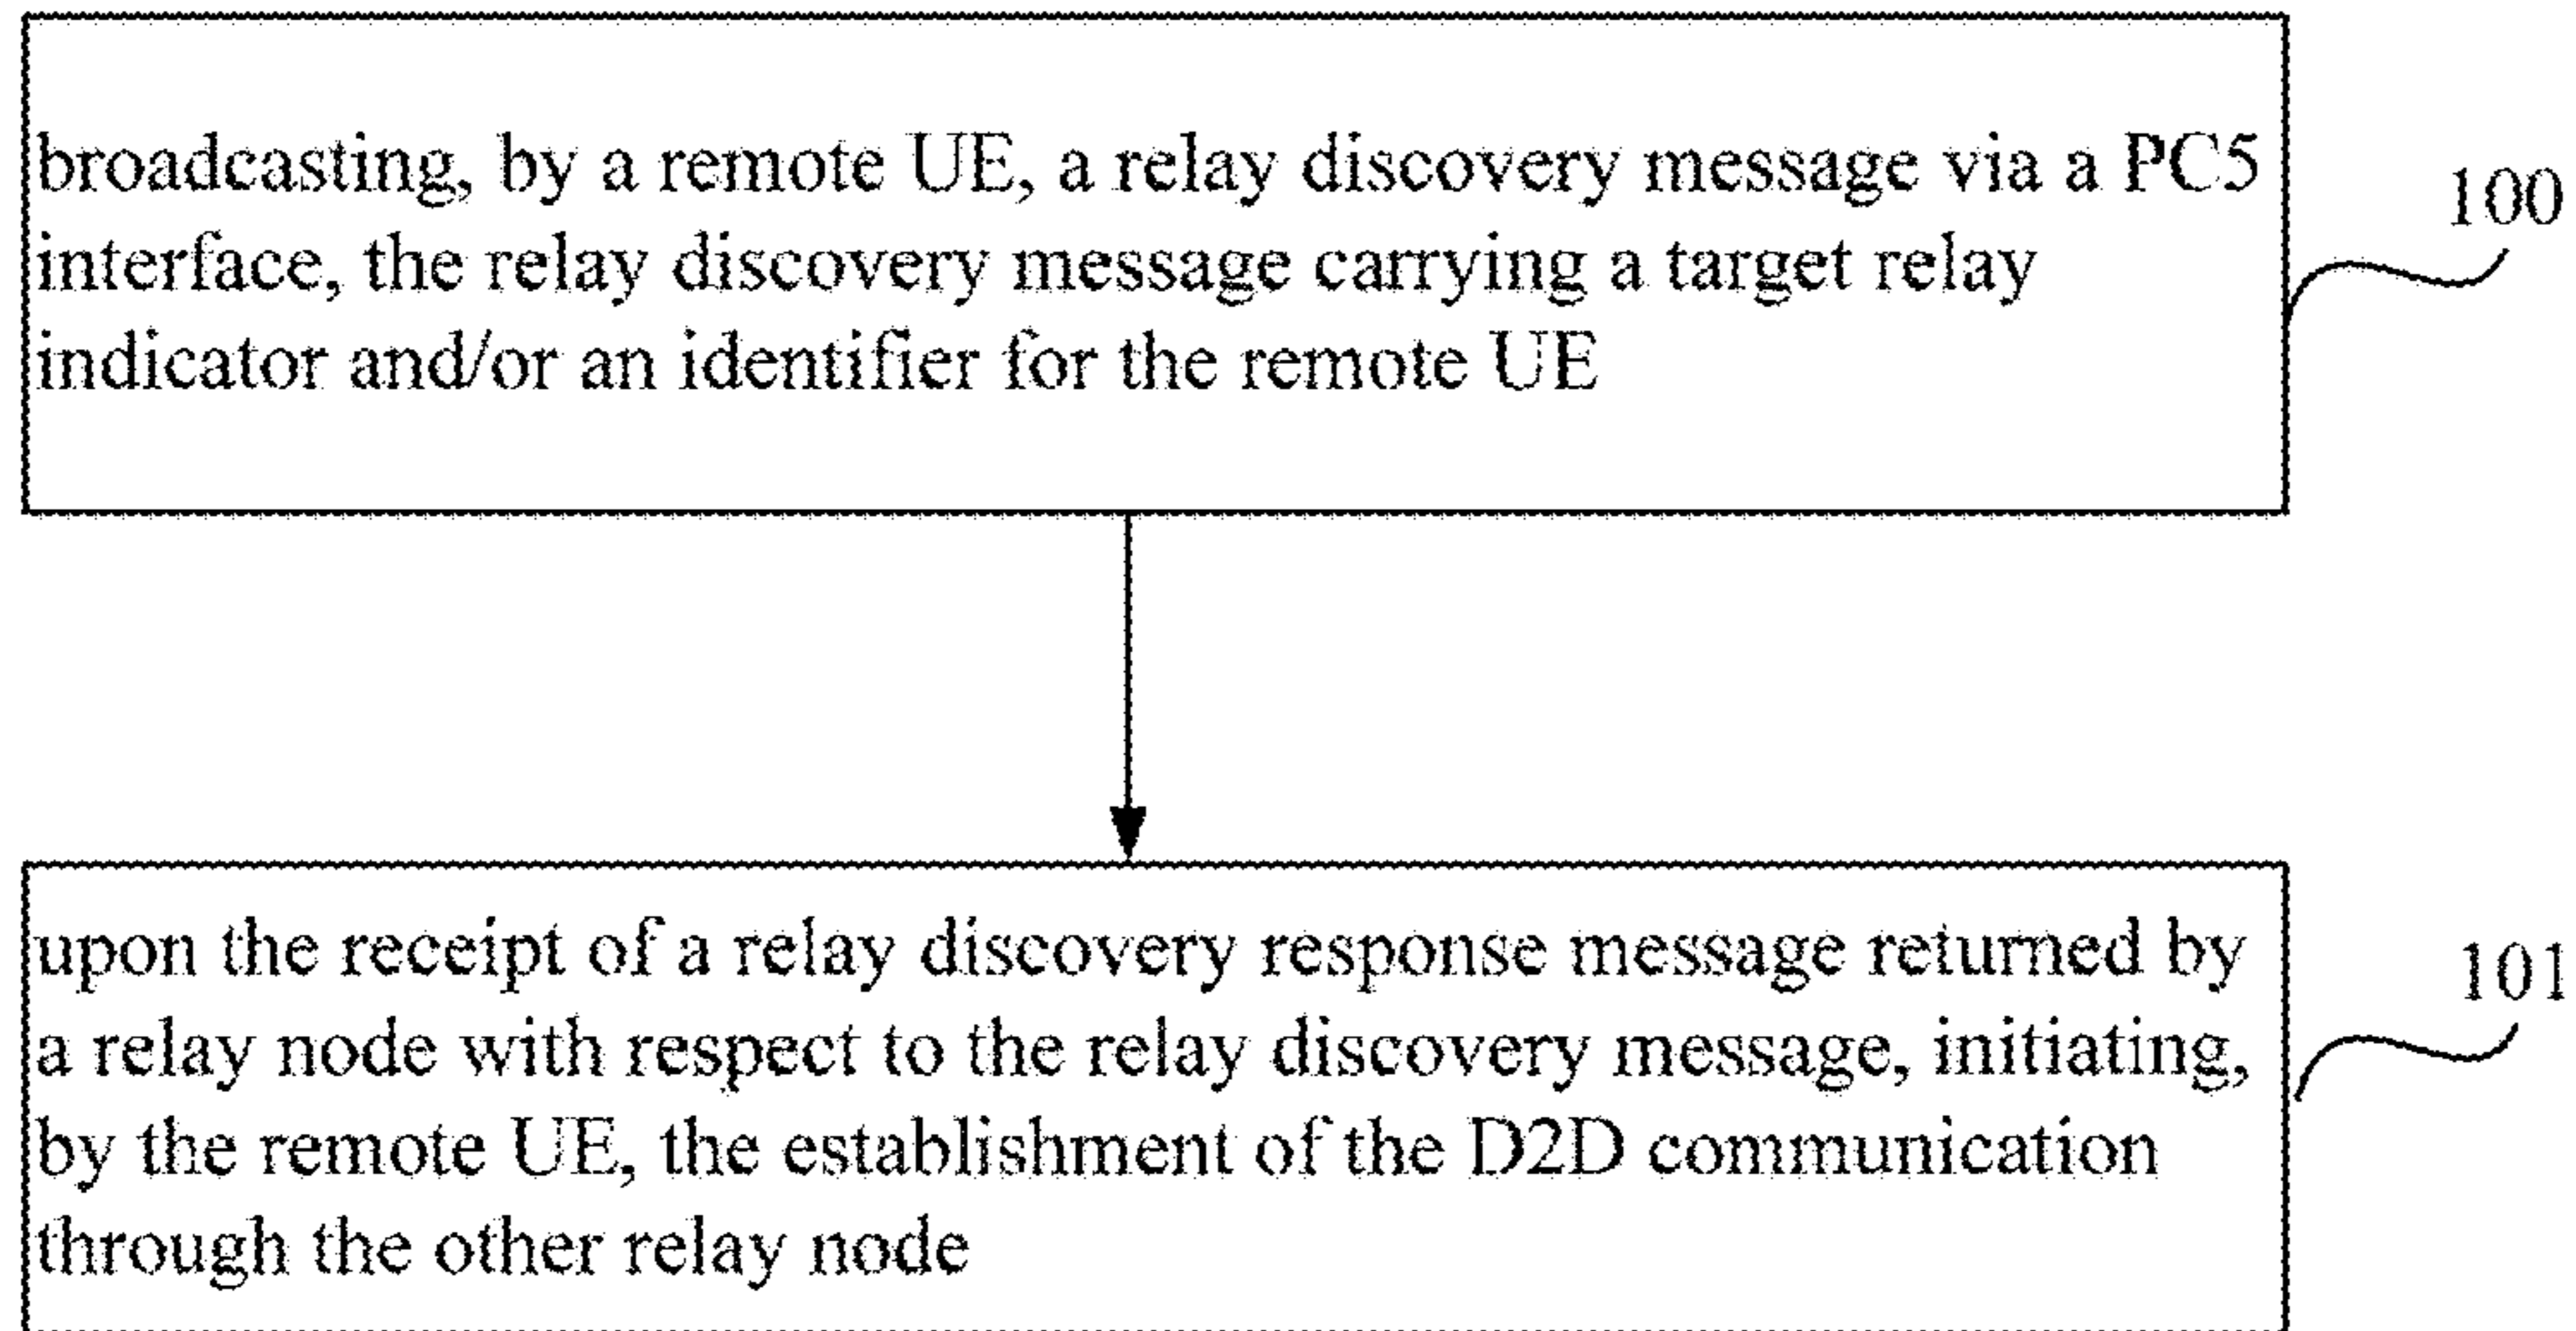 broadcasting, by a remote UE, a relay discovery message via a PC5
interface, the relay discovery message carrying a target relay
indicator and/or an identifier for the remote UE
100
upon the receipt of a relay discovery response message returned by
a relay node with respect to the relay discovery message, initiating,
by the remote UE, the establishment of the D2D communication
through the other relay node
101